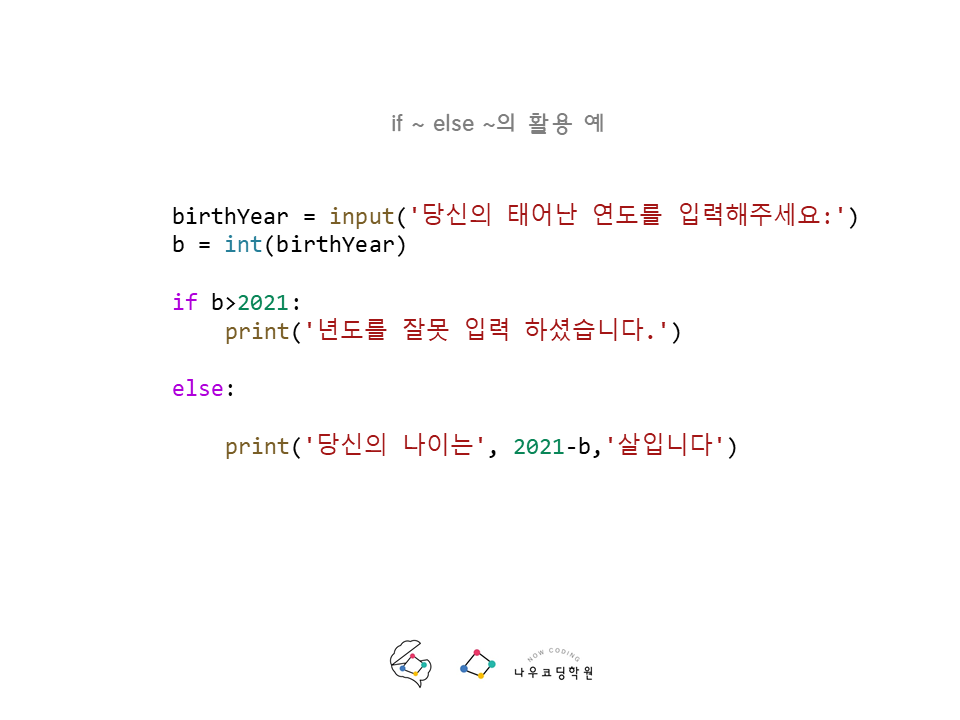 if ~ else ~의 활용 예
birthYear = input('당신의 태어난 연도를 입력해주세요:')
b = int(birthYear)
if b>2021:
    print('년도를 잘못 입력 하셨습니다.')
else:
    print('당신의 나이는', 2021-b,'살입니다')
NOW CODING
나우코딩학원